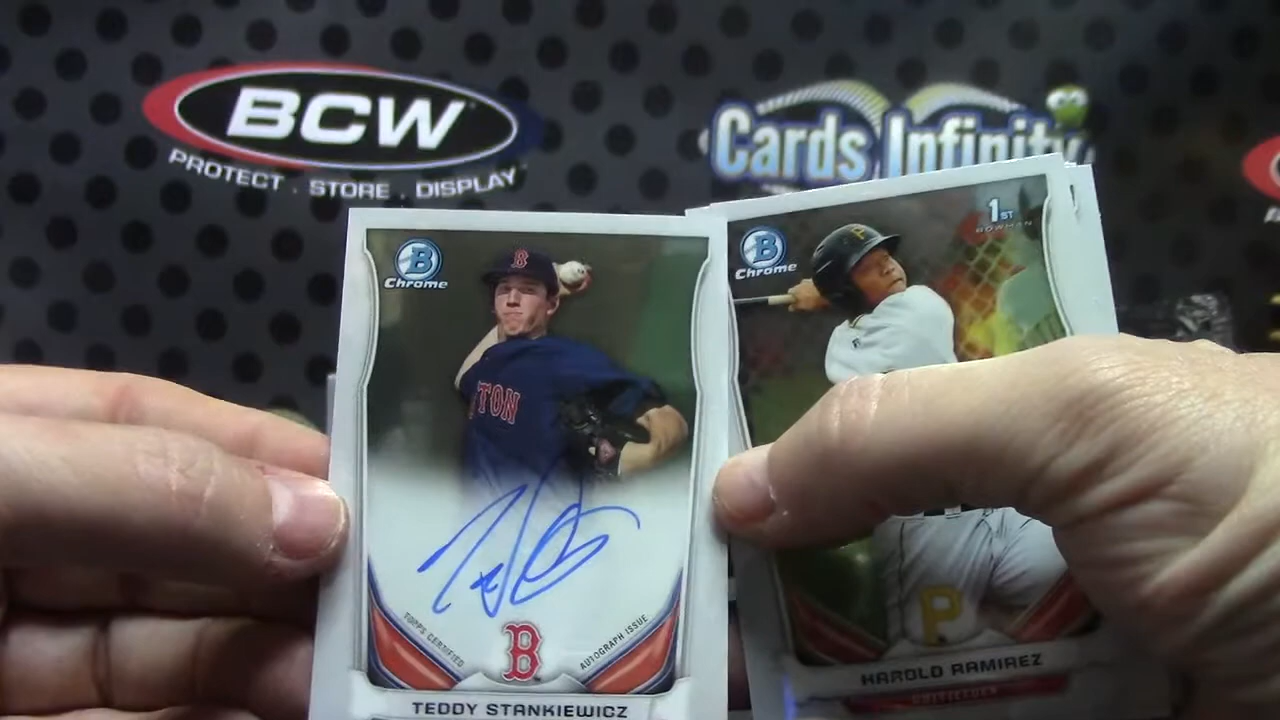 BCW
PROTECT . STORE . DISPLAY
Cards Infinity
B
Chrome
B
TON
TOPPS CERTIFIED
AUTOGRAPH ISSUE
B
TEDDY STANKIEWICZ
B
Chrome
1ST
BOWMAN
P
P
HAROLD RAMIREZ
OUTFIELDER